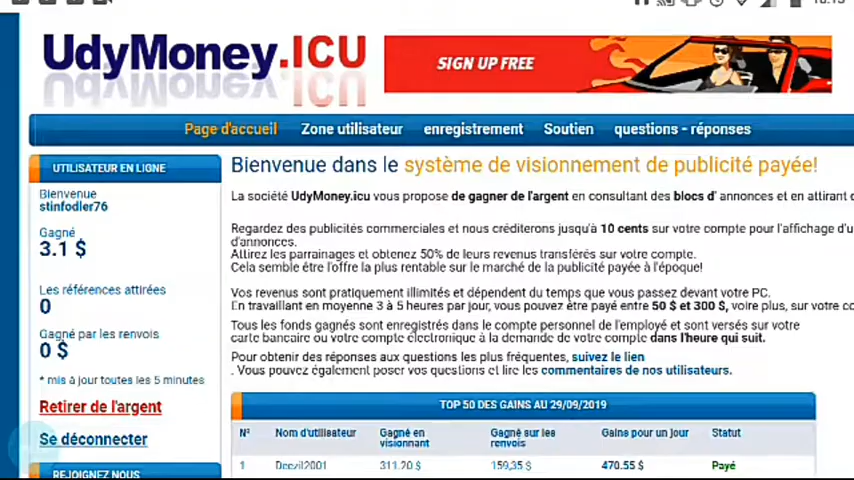 18:15
UdyMoney.ICU
SIGN UP FREE
Page d'accueil Zone utilisateur enregistrement Soutien questions - réponses
UTILISATEUR EN LIGNE
Bienvenue
stinfodler76
Gagné
3.1 $
Les références attirées
0
Gagné par les renvois
0 $
* mis à jour toutes les 5 minutes
Retirer de l'argent
Se déconnecter
REJOIGNEZ NOUS
Bienvenue dans le système de visionnement de publicité payée!
La société UdyMoney.icu vous propose de gagner de l'argent en consultant des blocs d' annonces et en attirant d
Regardez des publicités commerciales et nous créditerons jusqu'à 10 cents sur votre compte pour l'affichage d'u
d'annonces.
Attirez les parrainages et obtenez 50% de leurs revenus transférés sur votre compte.
Cela semble être l'offre la plus rentable sur le marché de la publicité payée à l'époque!
Vos revenus sont pratiquement illimités et dépendent du temps que vous passez devant votre PC.
En travaillant en moyenne 3 à 5 heures par jour, vous pouvez être payé entre 50 $ et 300 $, voire plus, sur votre co
Tous les fonds gagnés sont enregistrés dans le compte personnel de l'employé et sont versés sur votre
carte bancaire ou votre compte électronique à la demande de votre compte dans l'heure qui suit.
Pour obtenir des réponses aux questions les plus fréquentes, suivez le lien
. Vous pouvez également poser vos questions et lire les commentaires de nos utilisateurs.
TOP 50 DES GAINS AU 29/09/2019
N° Nom d'utilisateur Gagné en visionnant Gagné sur les renvois Gains pour un jour Statut
1 Deezil2001 311.20 $ 159,35 $ 470.55 $ Payé